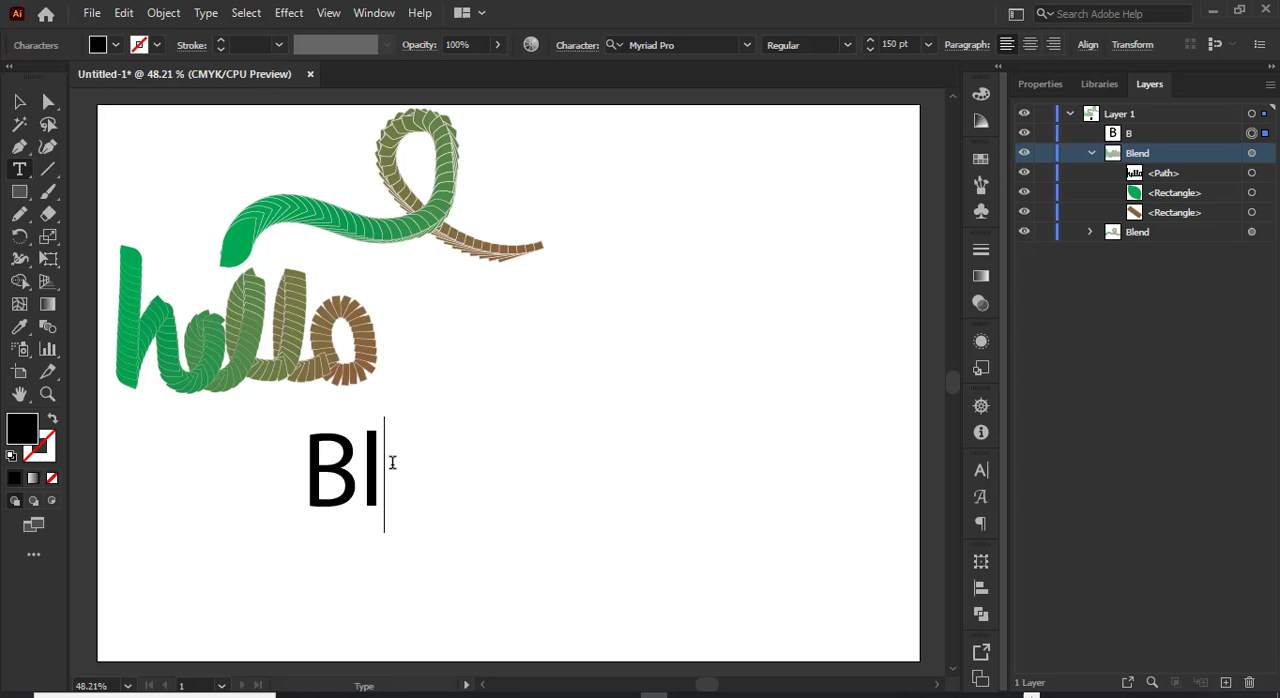 Ai File Edit Object Type Select Effect View Window Help Search Adobe Help
Characters Stroke: Opacity: 100% Character: Myriad Pro Regular 150 pt Paragraph: Align Transform
Untitled-1* @ 48.21 % (CMYK/CPU Preview) ×
Properties Libraries Layers
Layer 1
B B
Blend
hello <Path>
<Rectangle>
<Rectangle>
Blend
hello
Bl
48.21% 1 Type
1 Layer